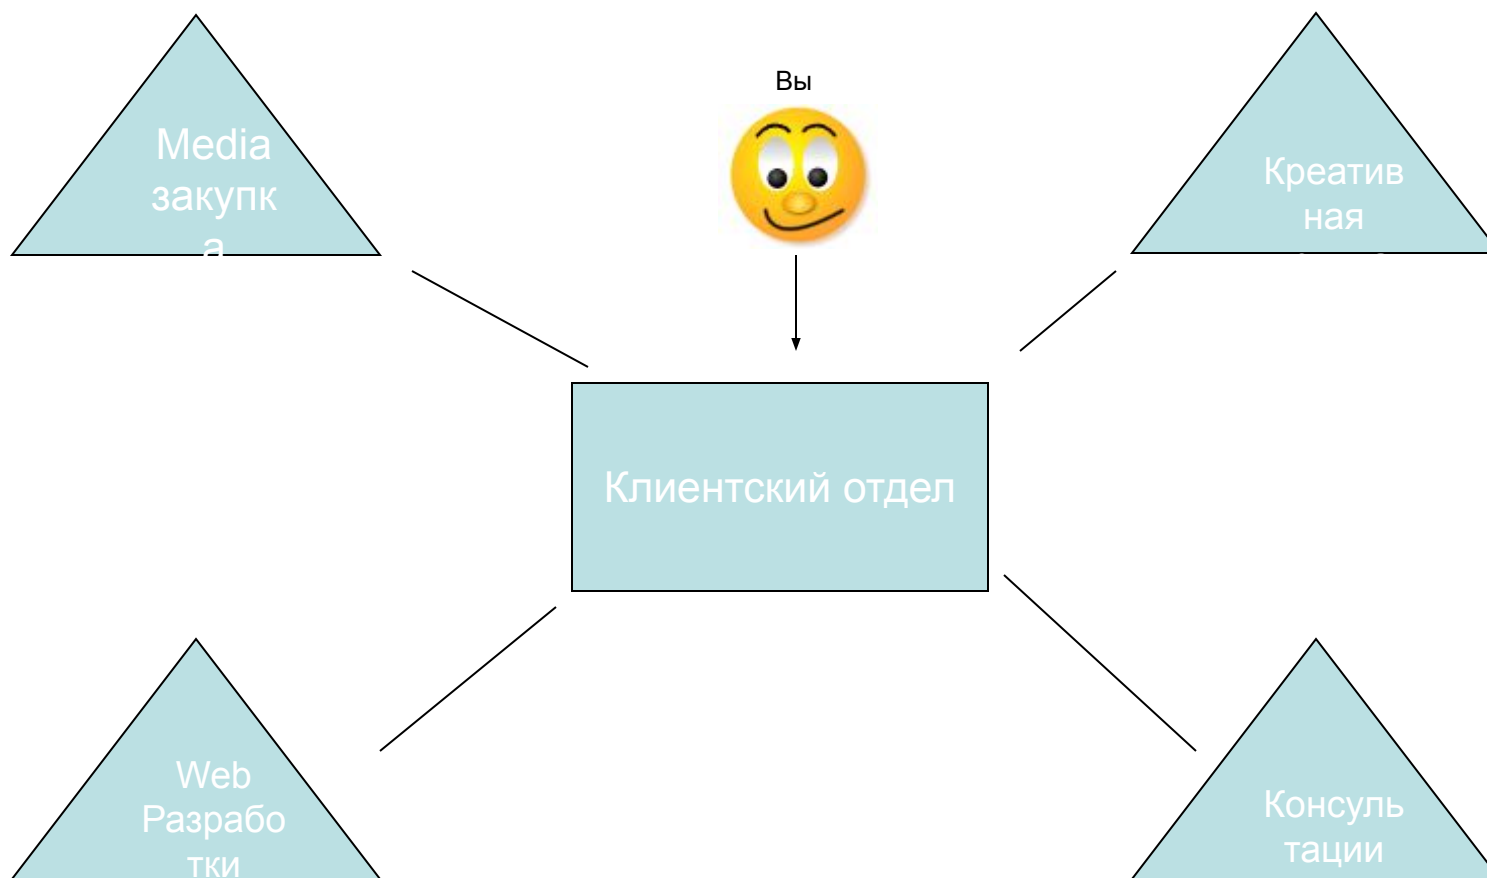 Вы
Media
закупк
а
Креатив
ная
Клиентский отдел
Web
Разрабо
тки
Консуль
тации